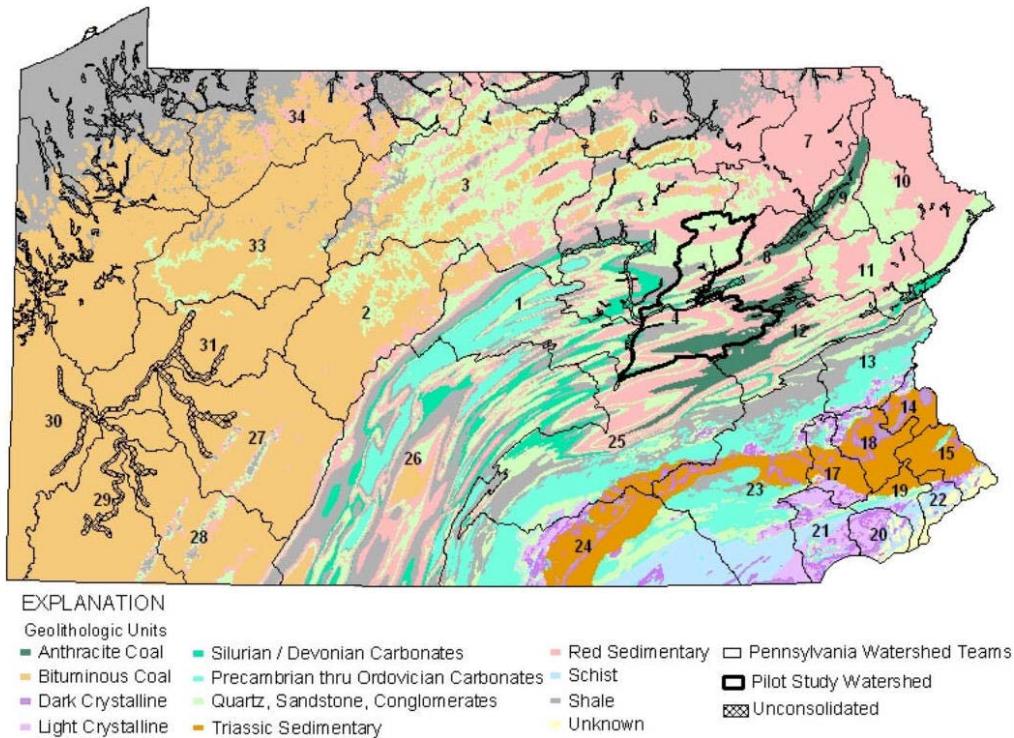 34
6
7
3
10
9
33
8
11
2
1
4
12
31
13
30
14
27
25
18
15
26
17
29
23
19
22
28
24
21
20
EXPLANATION
Geolithologic Units
Anthracite Coal
Silurian / Devonian Carbonates
Red Sedimentary
Pennsylvania Watershed Teams
Bituminous Coal
Precambrian thru Ordovician Carbonates
Schist
Pilot Study Watershed
Dark Crystalline
Quartz, Sandstone, Conglomerates
Shale
Unconsolidated
Light Crystalline
Triassic Sedimentary
Unknown